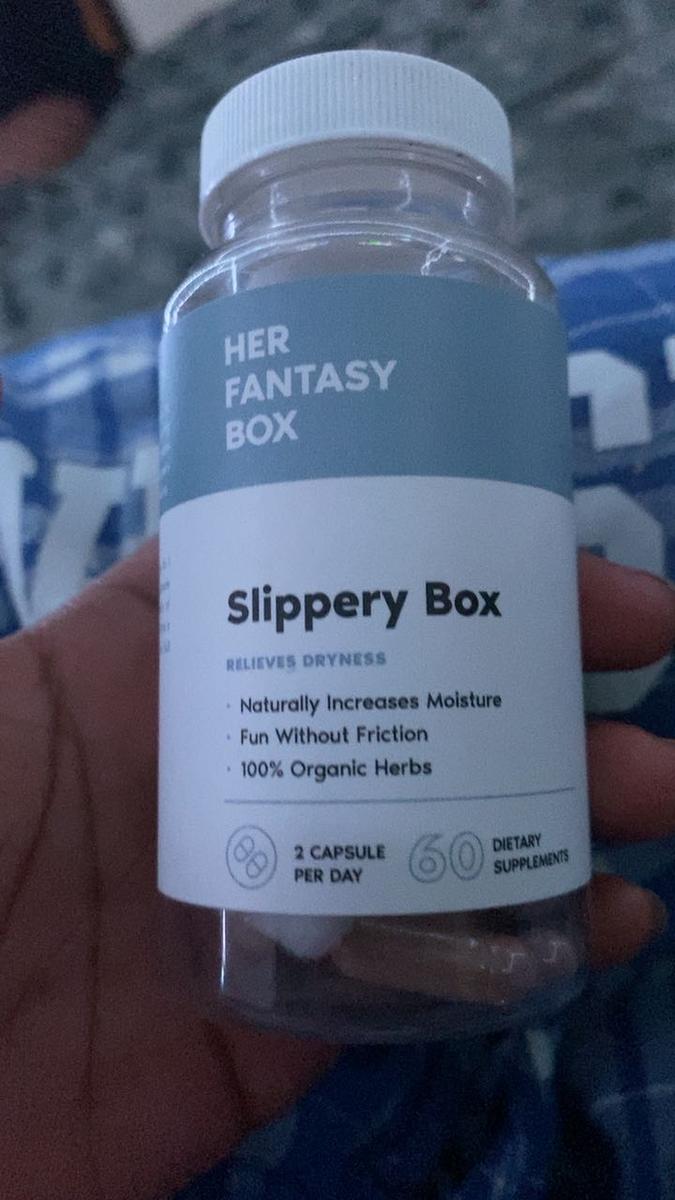 HER
FANTASY
BOX
Slippery Box
RELIEVES DRYNESS
· Naturally Increases Moisture
· Fun Without Friction
· 100% Organic Herbs
2 CAPSULE
PER DAY
60
DIETARY
SUPPLEMENTS